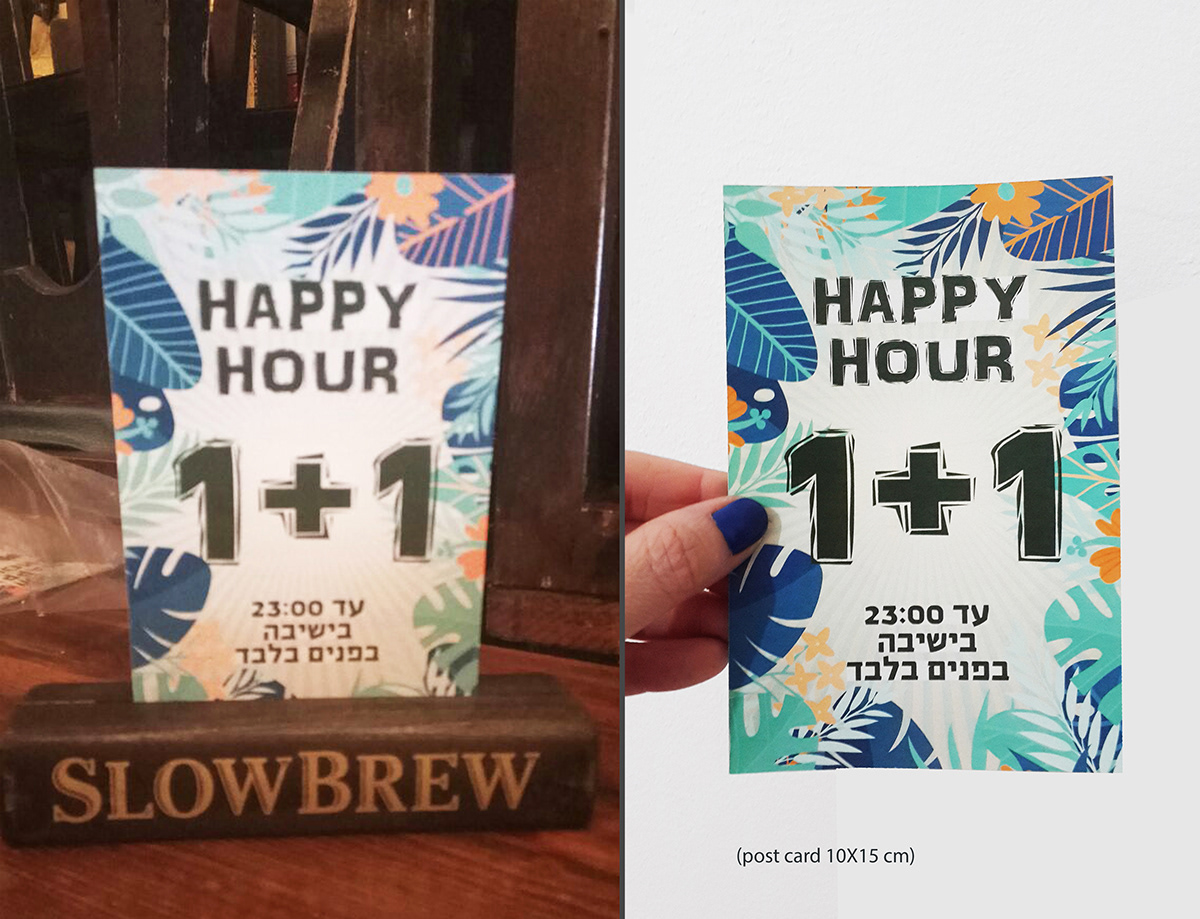 HAPPY
HOUR
1+1
עד 23:00
בישיבה
בפנים בלבד
SLOWBREW
HAPPY
HOUR
1+1
עד 23:00
בישיבה
בפנים בלבד
(post card 10X15 cm)